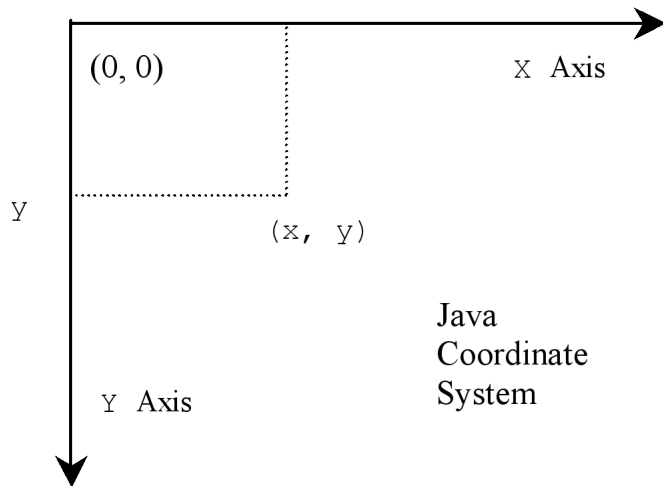 (0, 0)
X Axis
y
(x, y)
Java
Coordinate
System
Y Axis